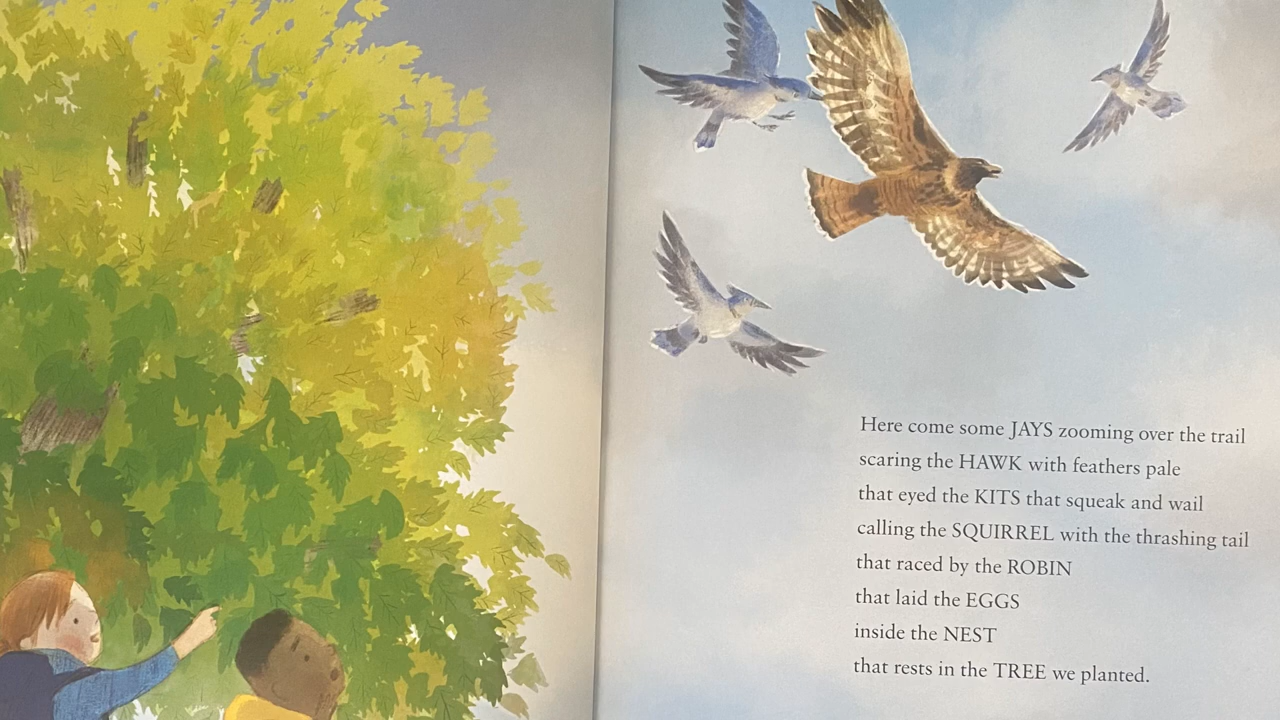 Here come some JAYS zooming over the trail
scaring the HAWK with feathers pale
that eyed the KITS that squeak and wail
calling the SQUIRREL with the thrashing tail
that raced by the ROBIN
that laid the EGGS
inside the NEST
that rests in the TREE we planted.